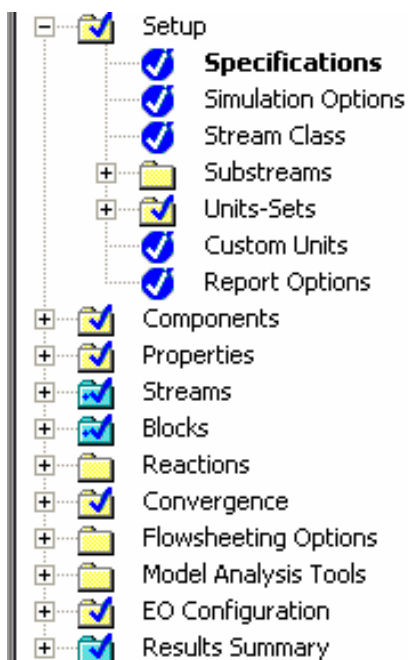 Setup
Specifications
Simulation Options
Stream Class
Substreams
Units-Sets
Custom Units
Report Options
Components
Properties
Streams
Blocks
Reactions
Convergence
Flowsheeting Options
Model Analysis Tools
EO Configuration
Results Summary